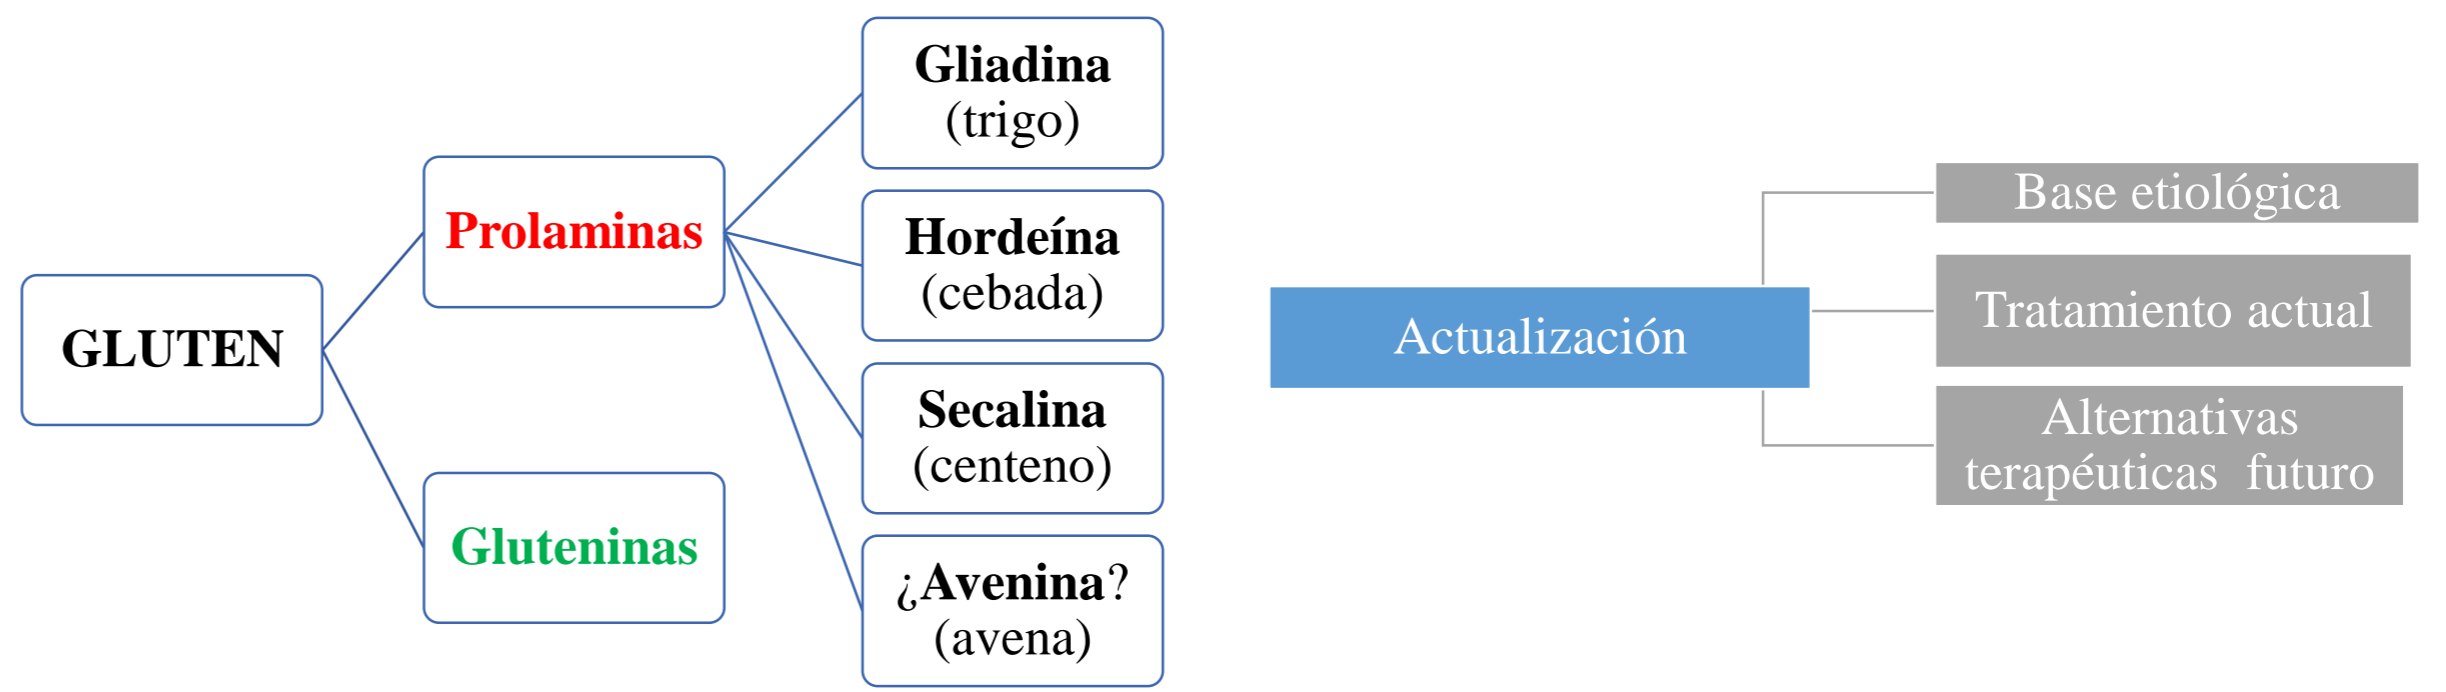 GLUTEN
Prolaminas
Gluteninas
Gliadina
(trigo)
Hordeína
(cebada)
Secalina
(centeno)
¿Avenina?
(avena)
Actualización
Base etiológica
Tratamiento actual
Alternativas
terapéuticas futuro